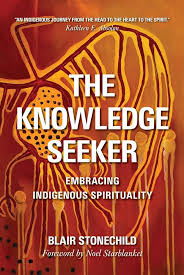 "AN INDIGENOUS JOURNEY FROM THE HEAD TO THE HEART TO THE SPIRIT."
Kathleen E. Absolon
THE
KNOWLEDGE
SEEKER
EMBRACING
INDIGENOUS SPIRITUALITY
BLAIR STONECHILD
Foreword by Noel Starblanket